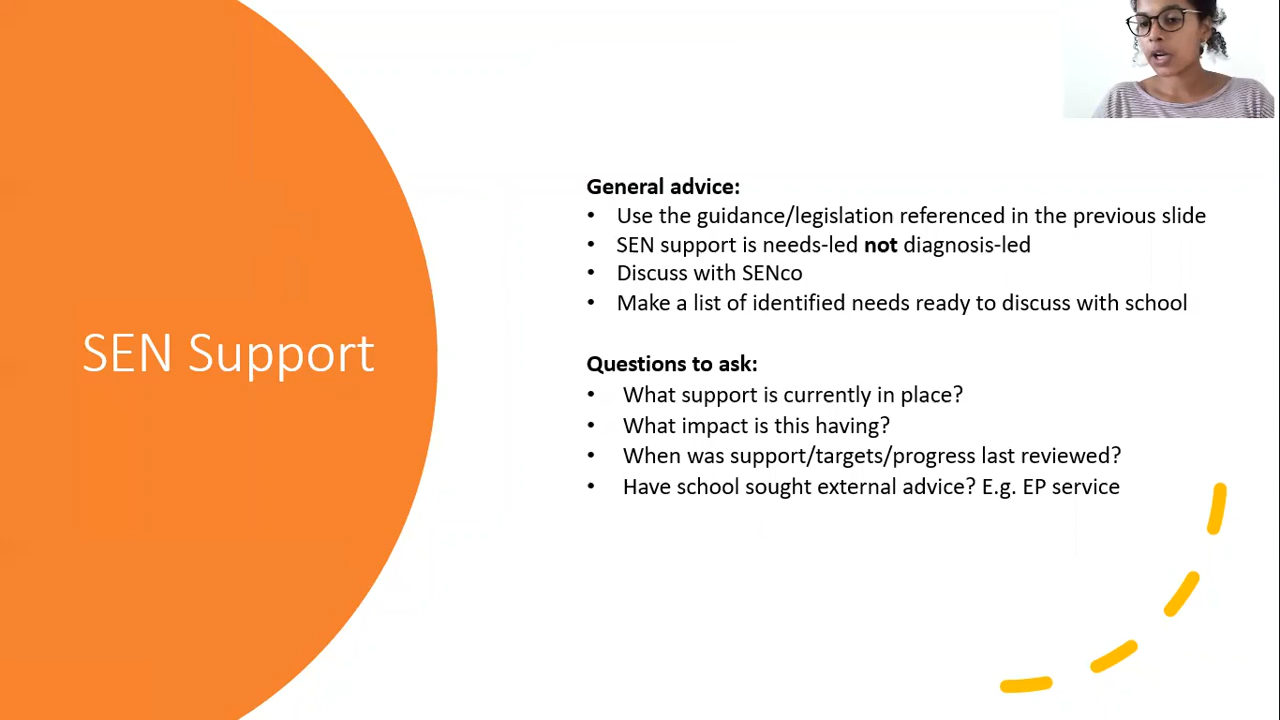 SEN Support
General advice:
• Use the guidance/legislation referenced in the previous slide
• SEN support is needs-led not diagnosis-led
• Discuss with SENco
• Make a list of identified needs ready to discuss with school
Questions to ask:
• What support is currently in place?
• What impact is this having?
• When was support/targets/progress last reviewed?
• Have school sought external advice? E.g. EP service